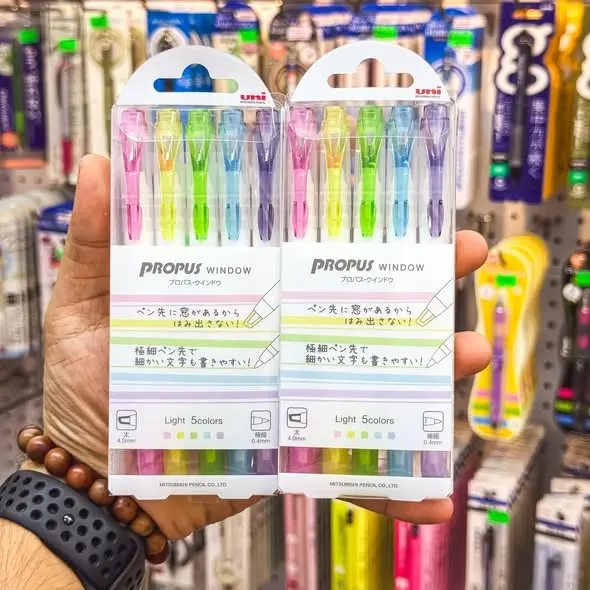 uni
MITSUBISHI PENCIL
PROPUS WINDOW
プロパス・ウインドウ
ペン先に窓があるから
はみ出さない!
極細ペン先で
細かい文字も書きやすい!
Light 5colors
太
4.0mm
極細
0.4mm
MITSUBISHI PENCIL CO., LTD.
uni
MITSUBISHI PENCIL
PROPUS WINDOW
プロパス・ウインドウ
ペン先に窓があるから
はみ出さない!
極細ペン先で
細かい文字も書きやすい!
Light 5colors
太
4.0mm
極細
0.4mm
MITSUBISHI PENCIL CO., LTD.